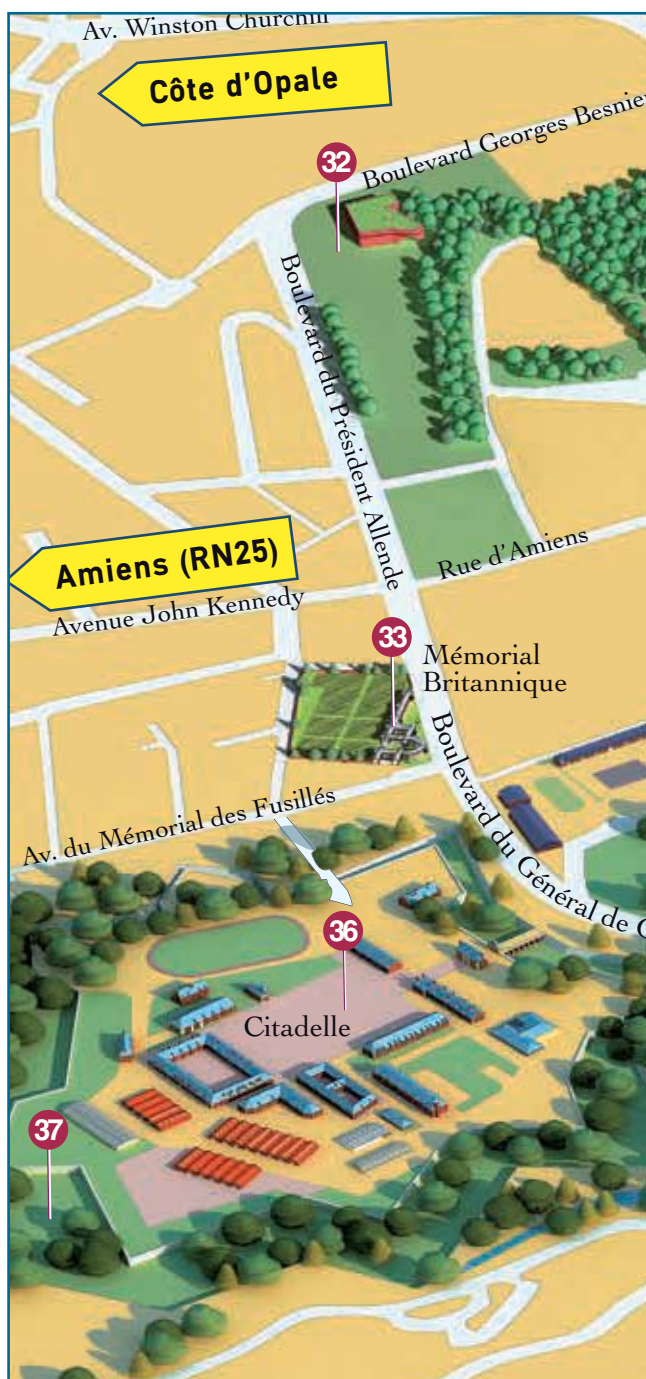 Av. Winston Churchill
Côte d'Opale
32
Boulevard Georges Besnier
Boulevard du Président Allende
Amiens (RN25)
Rue d'Amiens
Avenue John Kennedy
33
Mémorial
Britannique
Boulevard du Général de
Av. du Mémorial des Fusillés
36
Citadelle
37